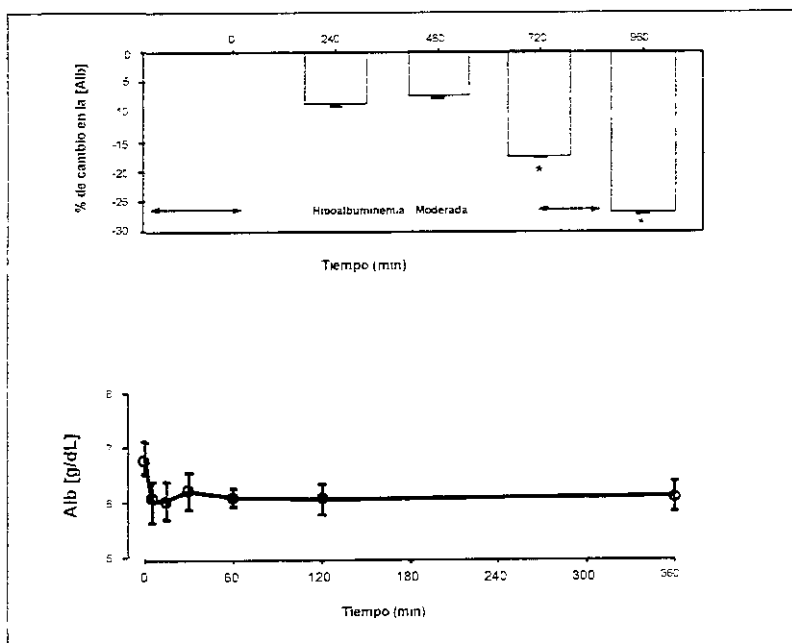 0 240 480 720 960
% de cambio en la [Alb]
0
5
-10
-15
-20
-25
-30
*
*
Hipoalbuminemia Moderada
Tiempo (min)
Alb [g/dL]
8
7
6
5
0 60 120 180 240 300 360
Tiempo (min)